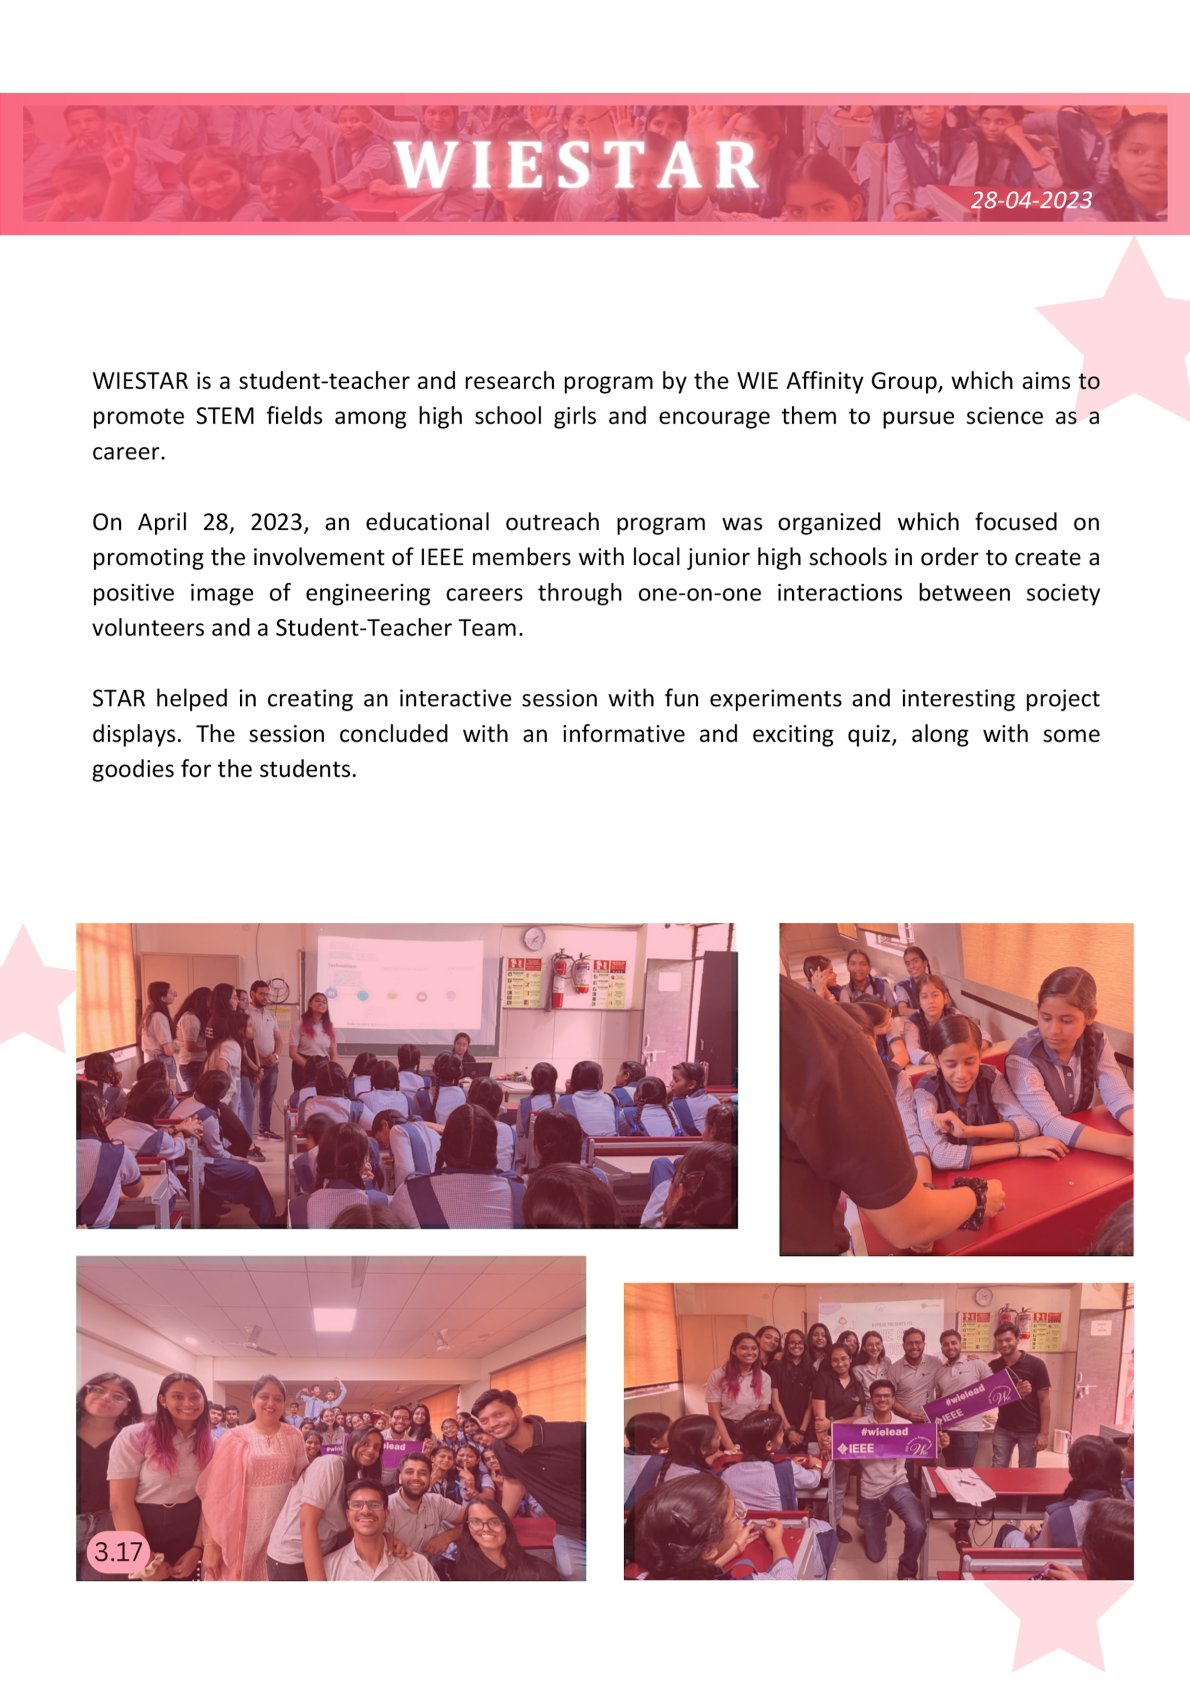 WIESTAR
28-04-2023
WIESTAR is a student-teacher and research program by the WIE Affinity Group, which aims to
promote STEM fields among high school girls and encourage them to pursue science as a
career.
On April 28, 2023, an educational outreach program was organized which focused on
promoting the involvement of IEEE members with local junior high schools in order to create a
positive image of engineering careers through one-on-one interactions between society
volunteers and a Student-Teacher Team.
STAR helped in creating an interactive session with fun experiments and interesting project
displays. The session concluded with an informative and exciting quiz, along with some
goodies for the students.
#wielead
IEEE
#wielead
IEEE
3.17